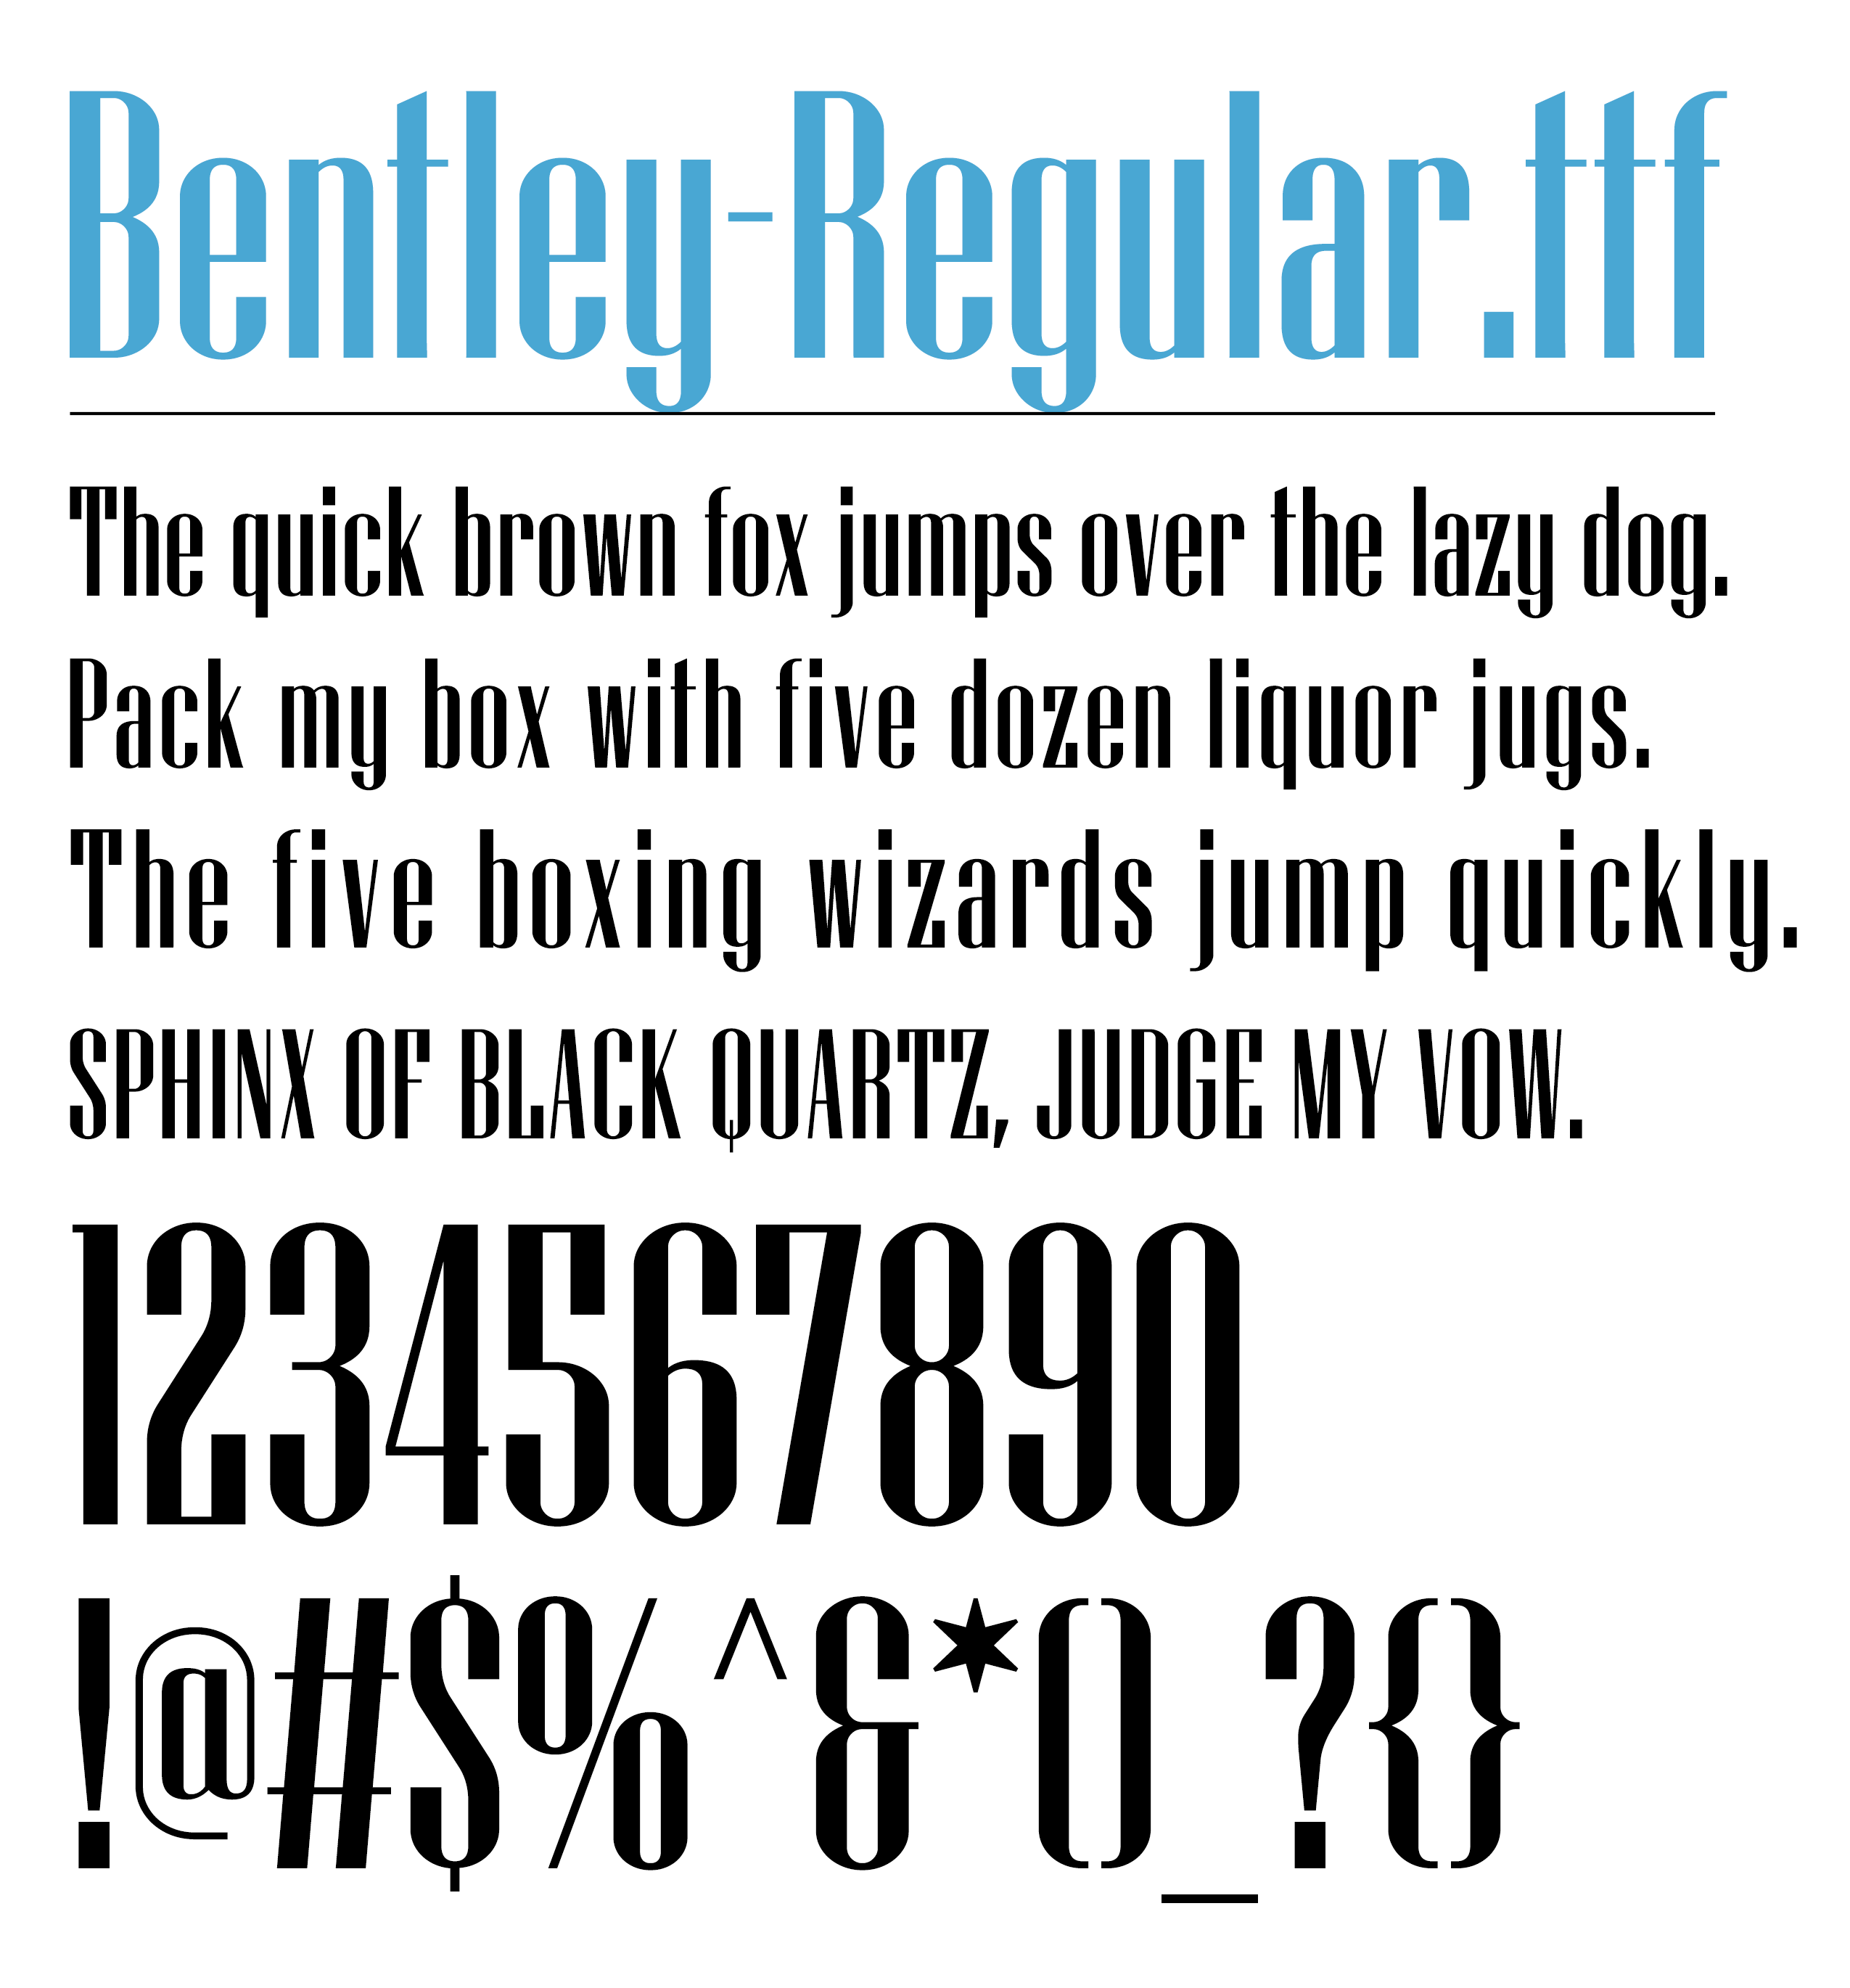 Bentley-Regular.ttf
The quick brown fox jumps over the lazy dog.
Pack my box with five dozen liquor jugs.
The five boxing wizards jump quickly.
SPHINX OF BLACK QUARTZ, JUDGE MY VOW.
1234567890
!@#$%^&*()_?{}